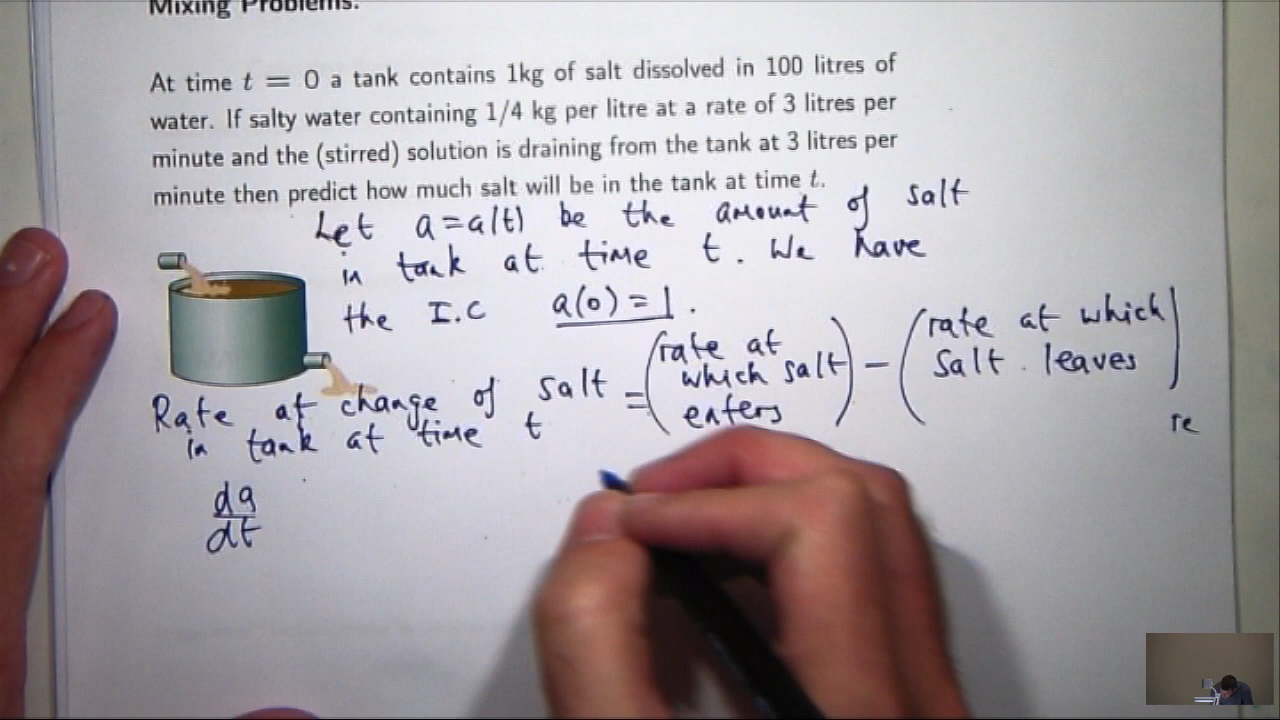 Mixing Problems.
At time t = 0 a tank contains 1kg of salt dissolved in 100 litres of
water. If salty water containing 1/4 kg per litre at a rate of 3 litres per
minute and the (stirred) solution is draining from the tank at 3 litres per
minute then predict how much salt will be in the tank at time t.
Let a=a(t) be the amount of salt
in tank at time t. We have
the I.C a(0)=1.
Rate at change of salt = (rate at which salt enters) - (rate at which salt leaves)
in tank at time t
re
da
dt